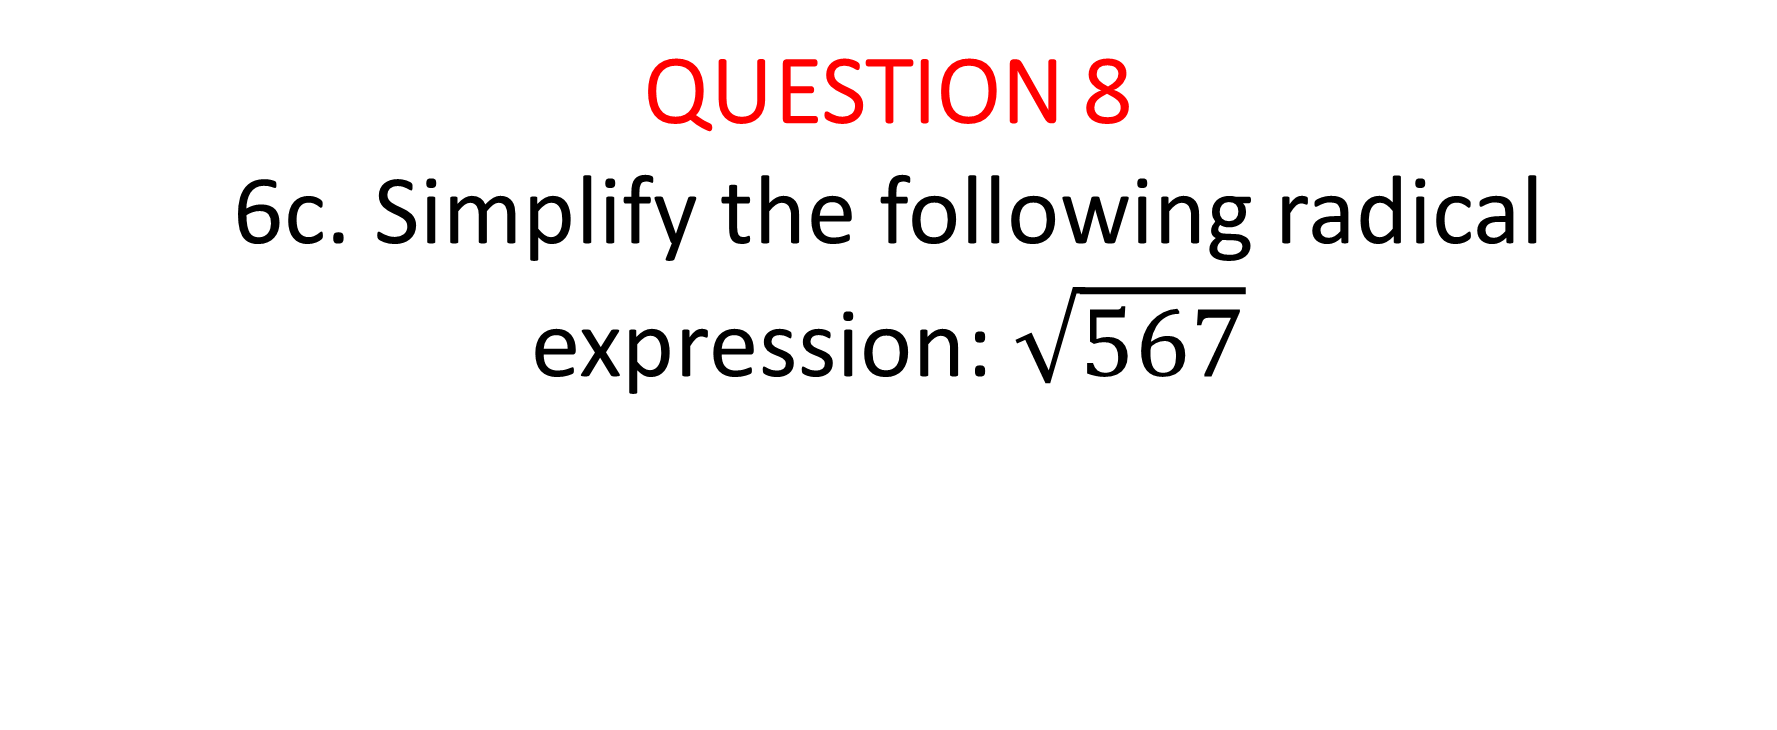 QUESTION 8
6c. Simplify the following radical
expression: √567